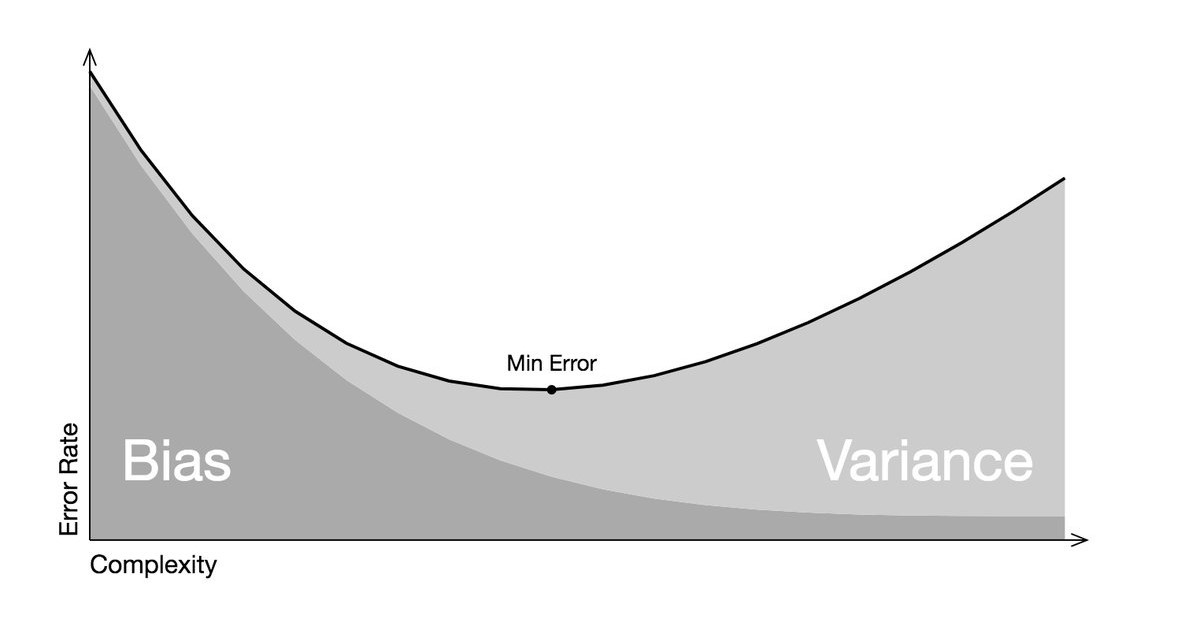 Min Error
Bias
Variance
Error Rate
Complexity